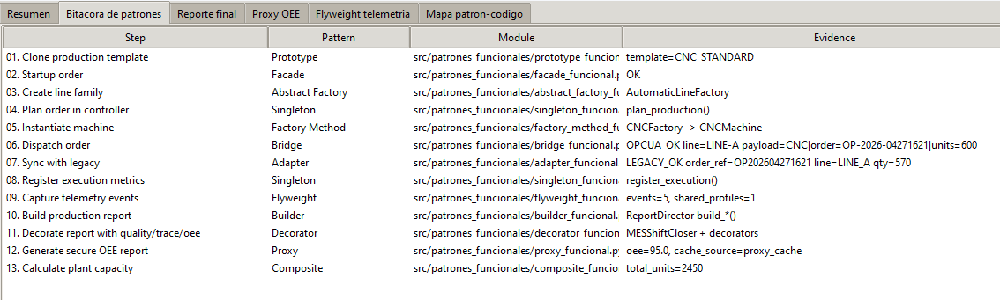 Resumen Bitacora de patrones Reporte final Proxy OEE Flyweight telemetria Mapa patron-codigo
Step Pattern Module Evidence
01. Clone production template Prototype src/patrones_funcionales/prototype_funcior template=CNC_STANDARD
02. Startup order Facade src/patrones_funcionales/facade_funcional.p OK
03. Create line family Abstract Factory src/patrones_funcionales/abstract_factory_fu AutomaticLineFactory
04. Plan order in controller Singleton src/patrones_funcionales/singleton_funcion plan_production()
05. Instantiate machine Factory Method src/patrones_funcionales/factory_method_fu CNCFactory -> CNCMachine
06. Dispatch order Bridge src/patrones_funcionales/bridge_funcional.p OPCUA_OK line=LINE-A payload=CNC|order=OP-2026-04271621|units=600
07. Sync with legacy Adapter src/patrones_funcionales/adapter_funcional LEGACY_OK order_ref=OP202604271621 line=LINE_A qty=570
08. Register execution metrics Singleton src/patrones_funcionales/singleton_funcion register_execution()
09. Capture telemetry events Flyweight src/patrones_funcionales/flyweight_funcion events=5, shared_profiles=1
10. Build production report Builder src/patrones_funcionales/builder_funcional. ReportDirector build_*()
11. Decorate report with quality/trace/oee Decorator src/patrones_funcionales/decorator_funcion MESShiftCloser + decorators
12. Generate secure OEE report Proxy src/patrones_funcionales/proxy_funcional.py oee=95.0, cache_source=proxy_cache
13. Calculate plant capacity Composite src/patrones_funcionales/composite_funcio total_units=2450